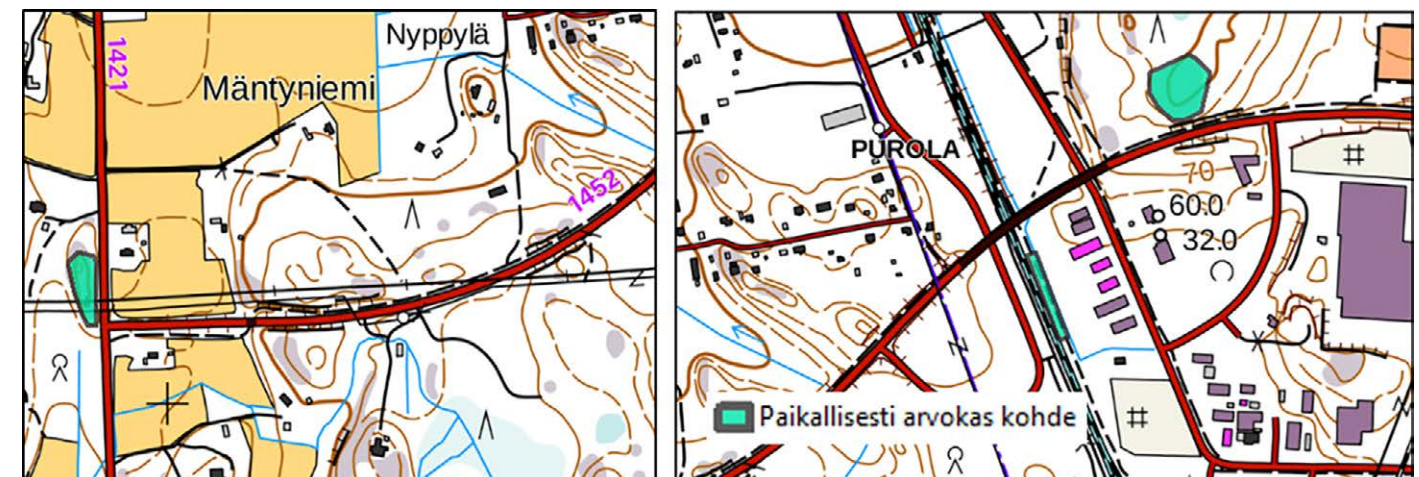 Nyppylä
1421
Mäntyniemi
1452
PUROLA
70
60.0
32.0
Paikallisesti arvokas kohde